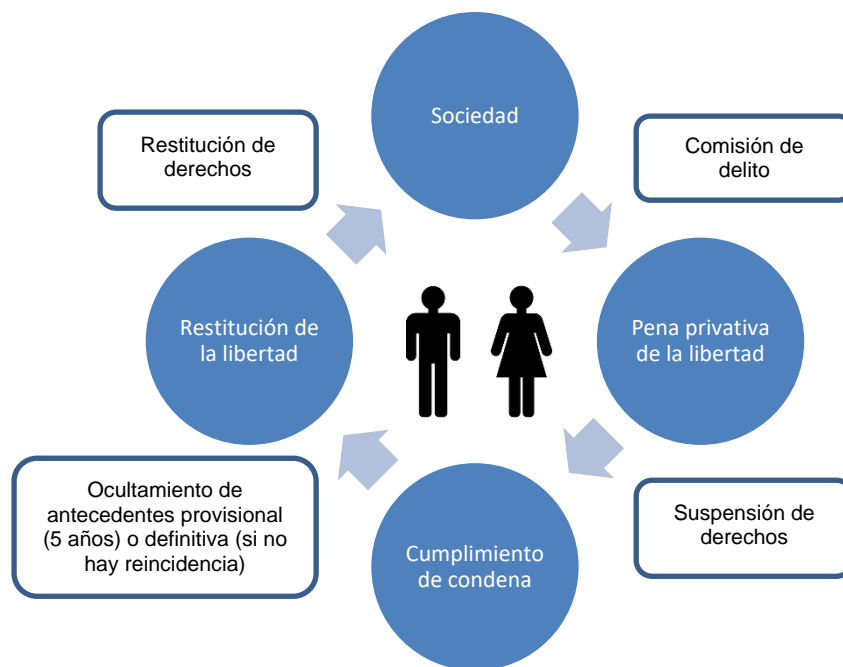 Sociedad
Restitución de
derechos
Comisión de
delito
Restitución de
la libertad
Pena privativa
de la libertad
Ocultamiento de
antecedentes provisional
(5 años) o definitiva (si no
hay reincidencia)
Suspensión de
derechos
Cumplimiento
de condena